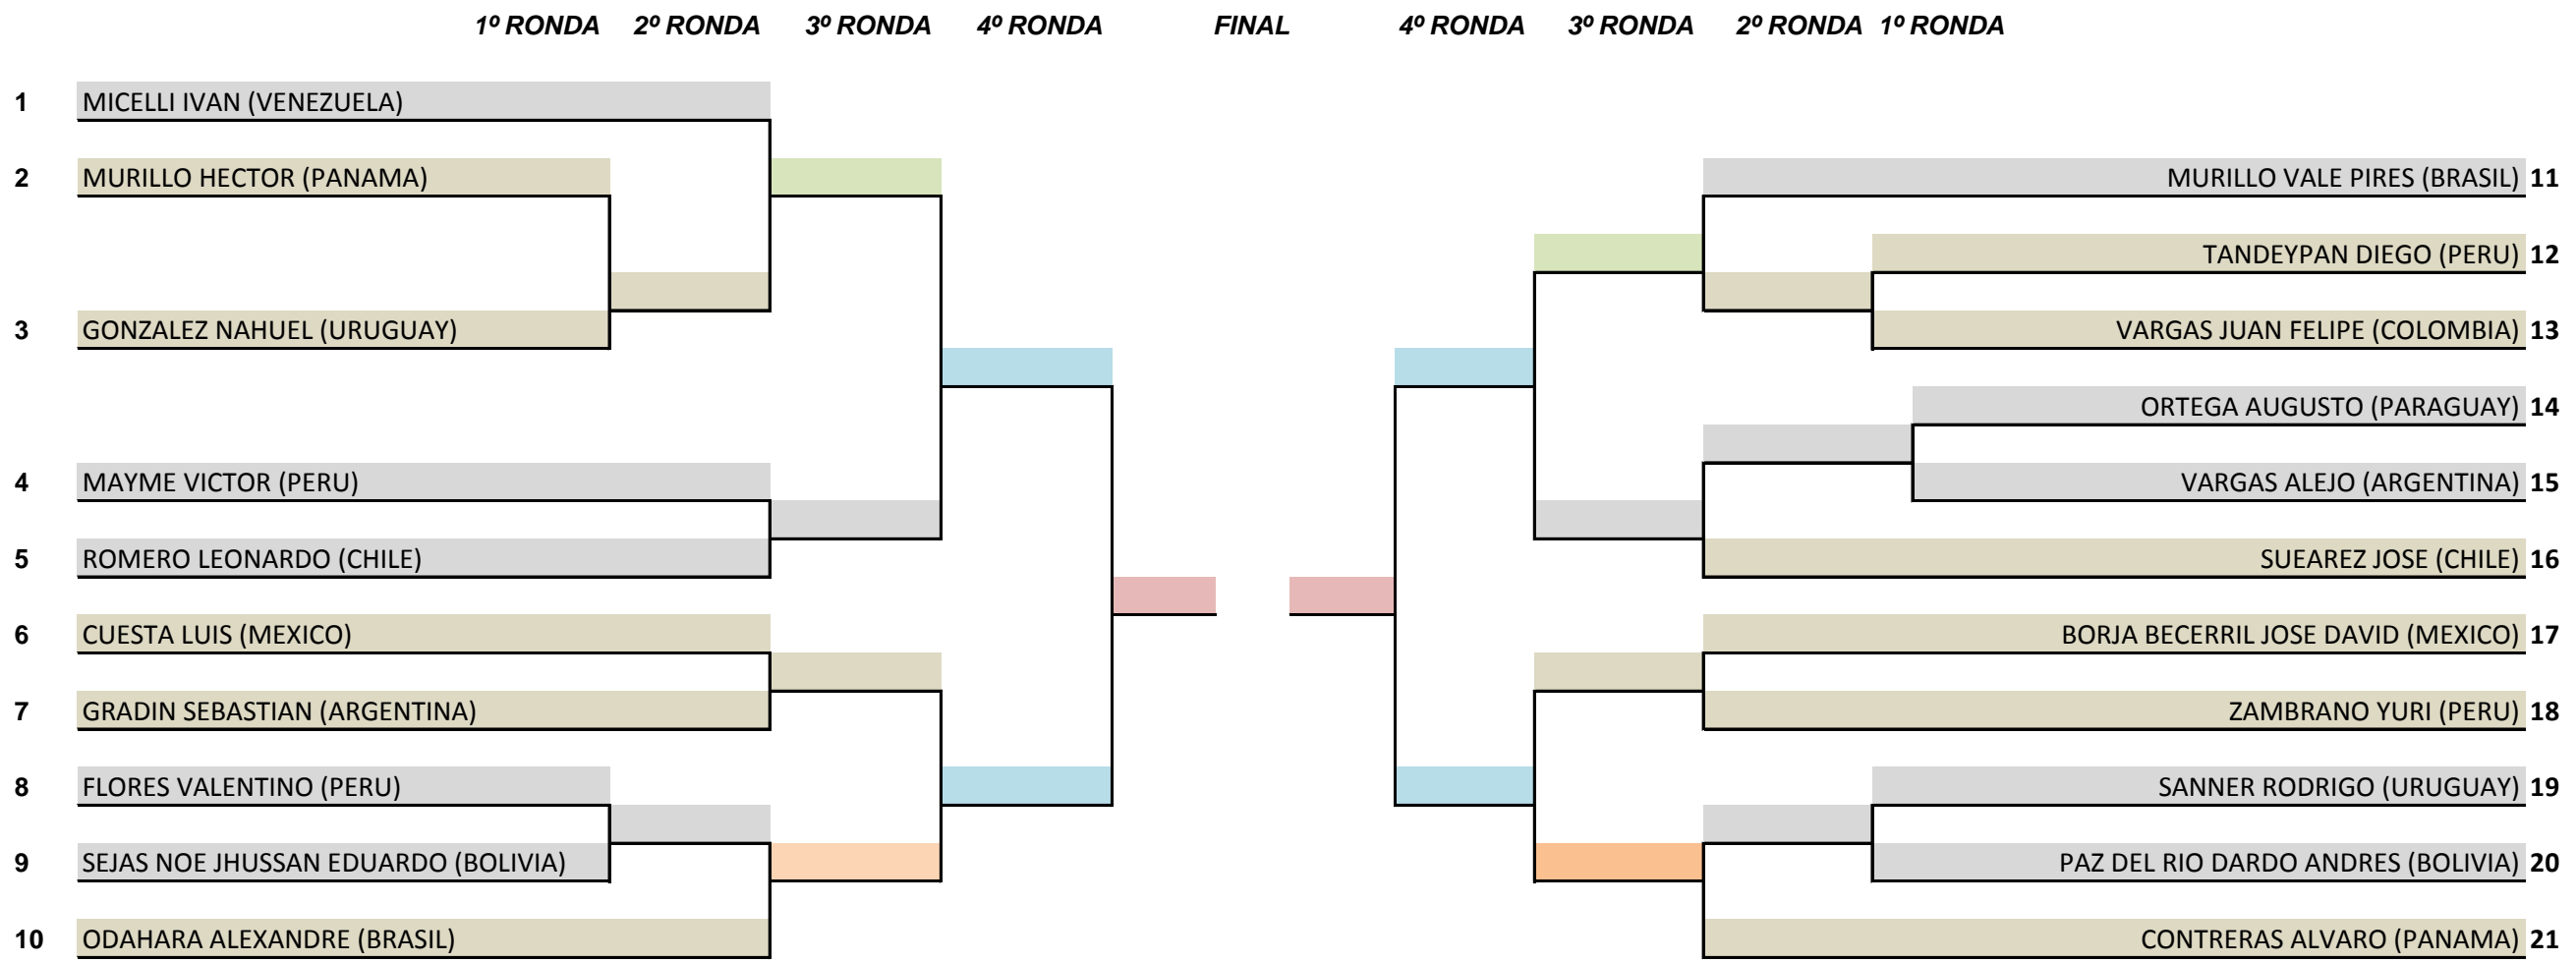 1º RONDA 2º RONDA 3º RONDA 4º RONDA FINAL 4º RONDA 3º RONDA 2º RONDA 1º RONDA
1 MICELLI IVAN (VENEZUELA)
2 MURILLO HECTOR (PANAMA)
3 GONZALEZ NAHUEL (URUGUAY)
4 MAYME VICTOR (PERU)
5 ROMERO LEONARDO (CHILE)
6 CUESTA LUIS (MEXICO)
7 GRADIN SEBASTIAN (ARGENTINA)
8 FLORES VALENTINO (PERU)
9 SEJAS NOE JHUSSAN EDUARDO (BOLIVIA)
10 ODAHARA ALEXANDRE (BRASIL)
MURILLO VALE PIRES (BRASIL) 11
TANDEYPAN DIEGO (PERU) 12
VARGAS JUAN FELIPE (COLOMBIA) 13
ORTEGA AUGUSTO (PARAGUAY) 14
VARGAS ALEJO (ARGENTINA) 15
SUEAREZ JOSE (CHILE) 16
BORJA BECERRIL JOSE DAVID (MEXICO) 17
ZAMBRANO YURI (PERU) 18
SANNER RODRIGO (URUGUAY) 19
PAZ DEL RIO DARDO ANDRES (BOLIVIA) 20
CONTRERAS ALVARO (PANAMA) 21